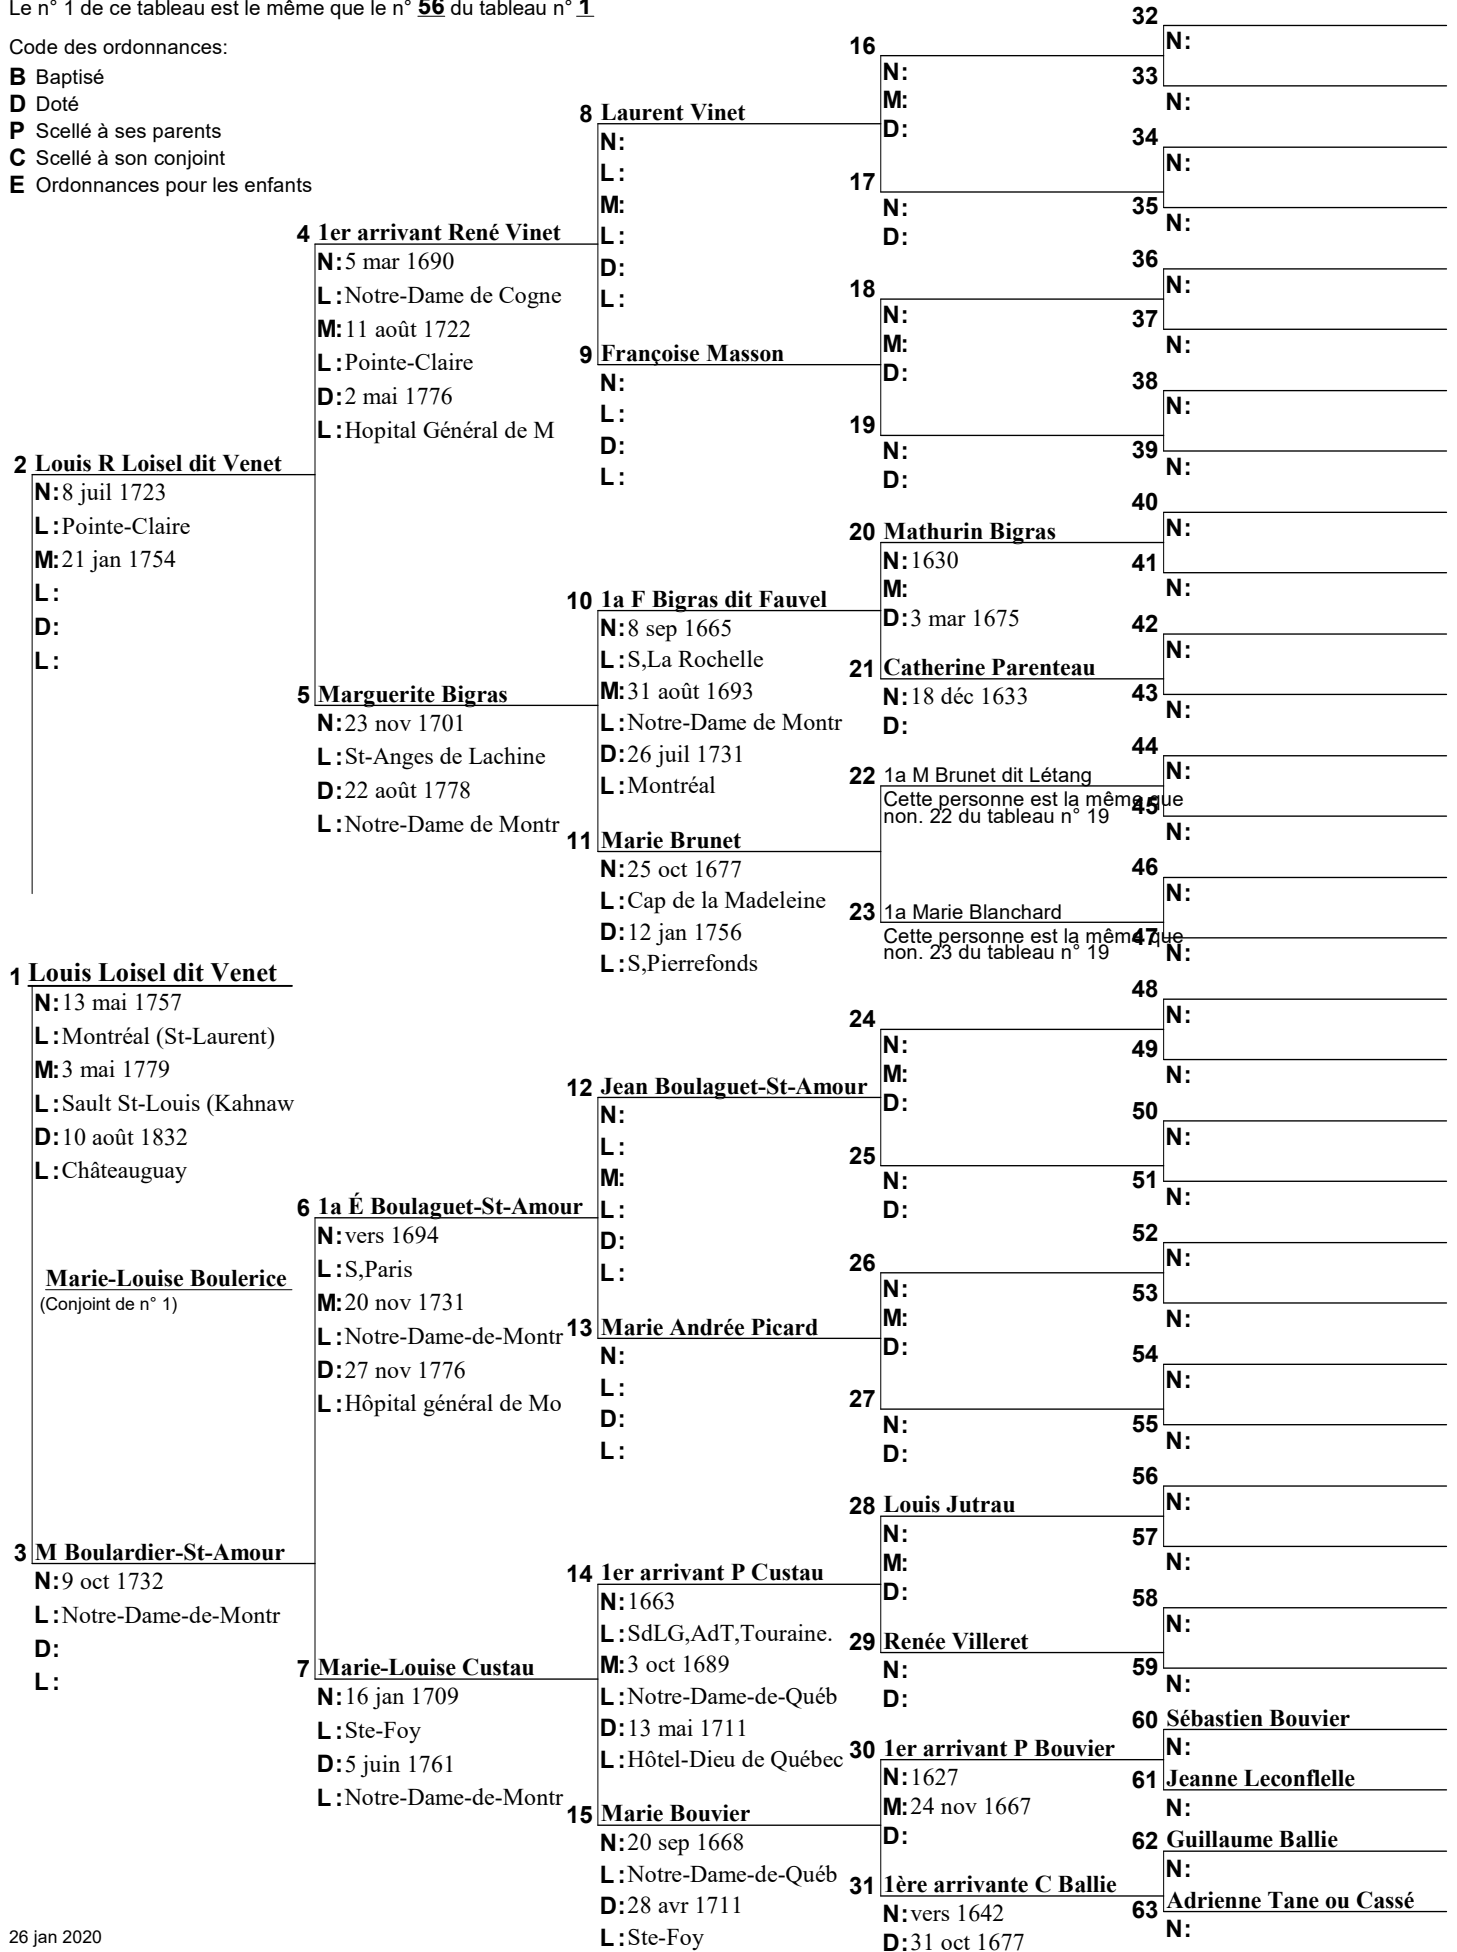 Le n° 1 de ce tableau est le même que le n° 56 du tableau n° 1
Code des ordonnances:
B Baptisé
D Doté
P Scellé à ses parents
C Scellé à son conjoint
E Ordonnances pour les enfants
2 Louis R Loisel dit Venet
N: 8 juil 1723
L: Pointe-Claire
M: 21 jan 1754
L:
D:
L:
1 Louis Loisel dit Venet
N: 13 mai 1757
L: Montréal (St-Laurent)
M: 3 mai 1779
L: Sault St-Louis (Kahnaw
D: 10 août 1832
L: Châteauguay
Marie-Louise Boulerice
(Conjoint de n° 1)
3 M Boulardier-St-Amour
N: 9 oct 1732
L: Notre-Dame-de-Montr
D:
L:
4 1er arrivant René Vinet
N: 5 mar 1690
L: Notre-Dame de Cogne
M: 11 août 1722
L: Pointe-Claire
D: 2 mai 1776
L: Hopital Général de M
5 Marguerite Bigras
N: 23 nov 1701
L: St-Anges de Lachine
D: 22 août 1778
L: Notre-Dame de Montr
6 1a É Boulaguet-St-Amour
N: vers 1694
L: S,Paris
M: 20 nov 1731
L: Notre-Dame-de-Montr
D: 27 nov 1776
L: Hôpital général de Mo
7 Marie-Louise Custau
N: 16 jan 1709
L: Ste-Foy
D: 5 juin 1761
L: Notre-Dame-de-Montr
8 Laurent Vinet
N:
L:
M:
L:
D:
L:
9 Françoise Masson
N:
L:
D:
L:
10 1a F Bigras dit Fauvel
N: 8 sep 1665
L: S,La Rochelle
M: 31 août 1693
L: Notre-Dame de Montr
D: 26 juil 1731
L: Montréal
11 Marie Brunet
N: 25 oct 1677
L: Cap de la Madeleine
D: 12 jan 1756
L: S,Pierrefonds
12 Jean Boulaguet-St-Amour
N:
L:
M:
L:
D:
L:
13 Marie Andrée Picard
N:
L:
D:
L:
14 1er arrivant P Custau
N: 1663
L: SdLG,AdT,Touraine.
M: 3 oct 1689
L: Notre-Dame-de-Québ
D: 13 mai 1711
L: Hôtel-Dieu de Québec
15 Marie Bouvier
N: 20 sep 1668
L: Notre-Dame-de-Québ
D: 28 avr 1711
L: Ste-Foy
16
N:
M:
D:
17
N:
D:
18
N:
M:
D:
19
N:
D:
20 Mathurin Bigras
N: 1630
M:
D: 3 mar 1675
21 Catherine Parenteau
N: 18 déc 1633
D:
22 1a M Brunet dit Létang
Cette personne est la même que
non. 22 du tableau n° 19
23 1a Marie Blanchard
Cette personne est la même que
non. 23 du tableau n° 19
24
N:
M:
D:
25
N:
D:
26
N:
M:
D:
27
N:
D:
28 Louis Jutrau
N:
M:
D:
29 Renée Villeret
N:
D:
30 1er arrivant P Bouvier
N: 1627
M: 24 nov 1667
D:
31 1ère arrivante C Ballie
N: vers 1642
D: 31 oct 1677
32
N:
33
N:
34
N:
35
N:
36
N:
37
N:
38
N:
39
N:
40
N:
41
N:
42
N:
43
N:
44
N:
45
N:
46
N:
47
N:
48
N:
49
N:
50
N:
51
N:
52
N:
53
N:
54
N:
55
N:
56
N:
57
N:
58
N:
59
N:
60 Sébastien Bouvier
N:
61 Jeanne Leconflelle
N:
62 Guillaume Ballie
N:
63 Adrienne Tane ou Cassé
N:
26 jan 2020